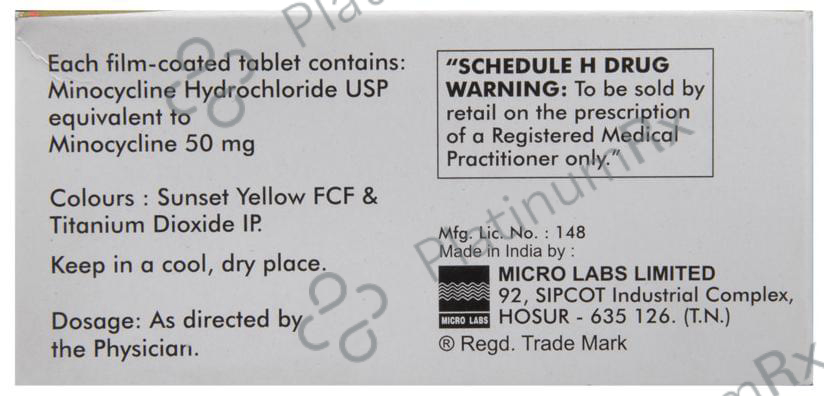 Each film-coated tablet contains:
Minocycline Hydrochloride USP
equivalent to
Minocycline 50 mg
Colours : Sunset Yellow FCF &
Titanium Dioxide IP.
Keep in a cool, dry place.
Dosage: As directed by
the Physician.
“SCHEDULE H DRUG
WARNING: To be sold by
retail on the prescription
of a Registered Medical
Practitioner only.”
Mfg. Lic. No. : 148
Made in India by :
MICRO LABS
MICRO LABS LIMITED
92, SIPCOT Industrial Complex,
HOSUR - 635 126. (T.N.)
® Regd. Trade Mark
Platinum
PlatinumRx
numRx